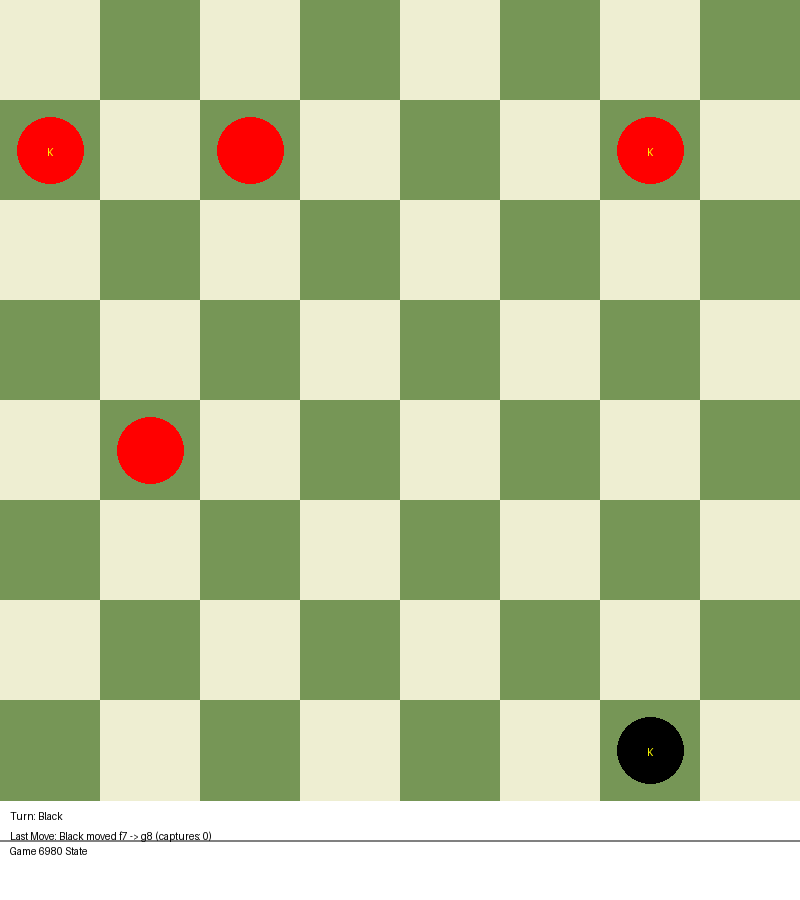 K
K
K
Turn: Black
Last Move: Black moved f7 -> g8 (captures: 0)
Game 6980 State